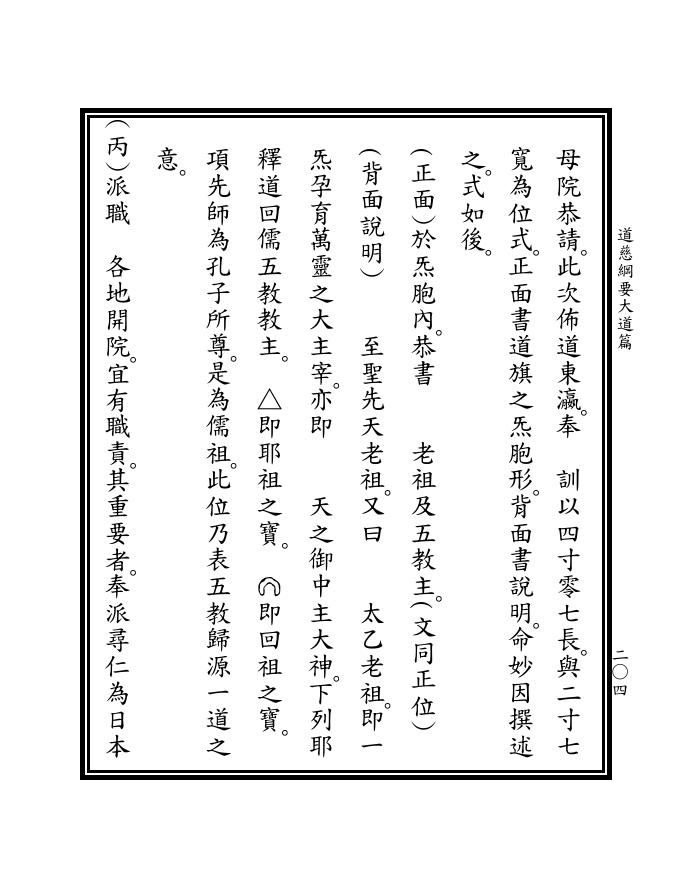 道慈綱要大道篇
二〇四
母院恭請。此次佈道東瀛。奉　訓以四寸零七長。與二寸七
寬為位式。正面書道旗之炁胞形。背面書說明。命妙因撰述
之。式如後。
(正面)於炁胞內。恭書　　老祖及五教主。(文同正位)
(背面說明)　　至聖先天老祖。又曰　　太乙老祖。即一
炁孕育萬靈之大主宰。亦即　　天之御中主大神。下列耶
釋道回儒五教教主。　△即耶祖之寶。　即回祖之寶。
項先師為孔子所尊。是為儒祖。此位乃表五教歸源一道之
意。
(丙)派職　各地開院。宜有職責。其重要者。奉派尋仁為日本